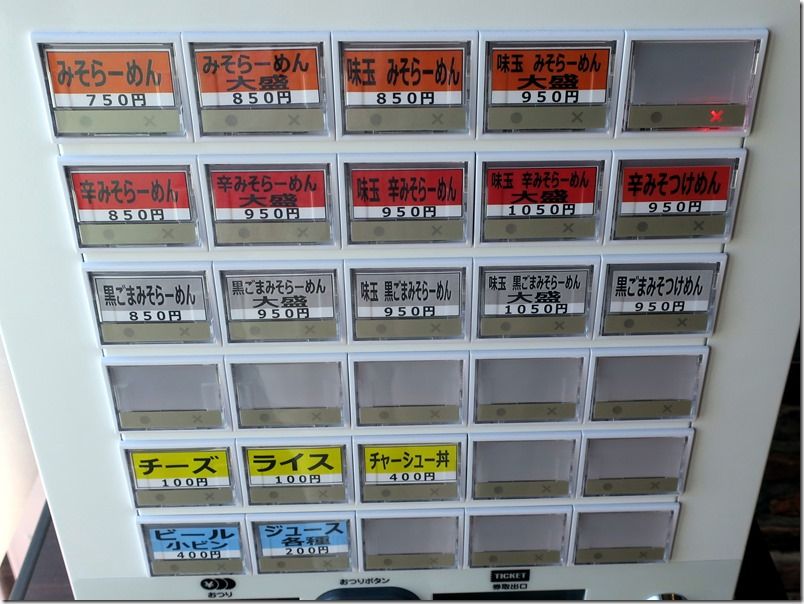 みそらーめん
750円
みそらーめん
大盛
850円
味玉 みそらーめん
850円
味玉 みそらーめん
大盛
950円
辛みそらーめん
850円
辛みそらーめん
大盛
950円
味玉 辛みそらーめん
950円
味玉 辛みそらーめん
大盛
1050円
辛みそつけめん
950円
黒ごまみそらーめん
850円
黒ごまみそらーめん
大盛
950円
味玉 黒ごまみそらーめん
950円
味玉 黒ごまみそらーめん
大盛
1050円
黒ごまみそつけめん
950円
チーズ
100円
ライス
100円
チャーシュー丼
400円
ビール
小ビン
400円
ジュース
各種
200円
おつり
おつりボタン
TICKET
券取出口